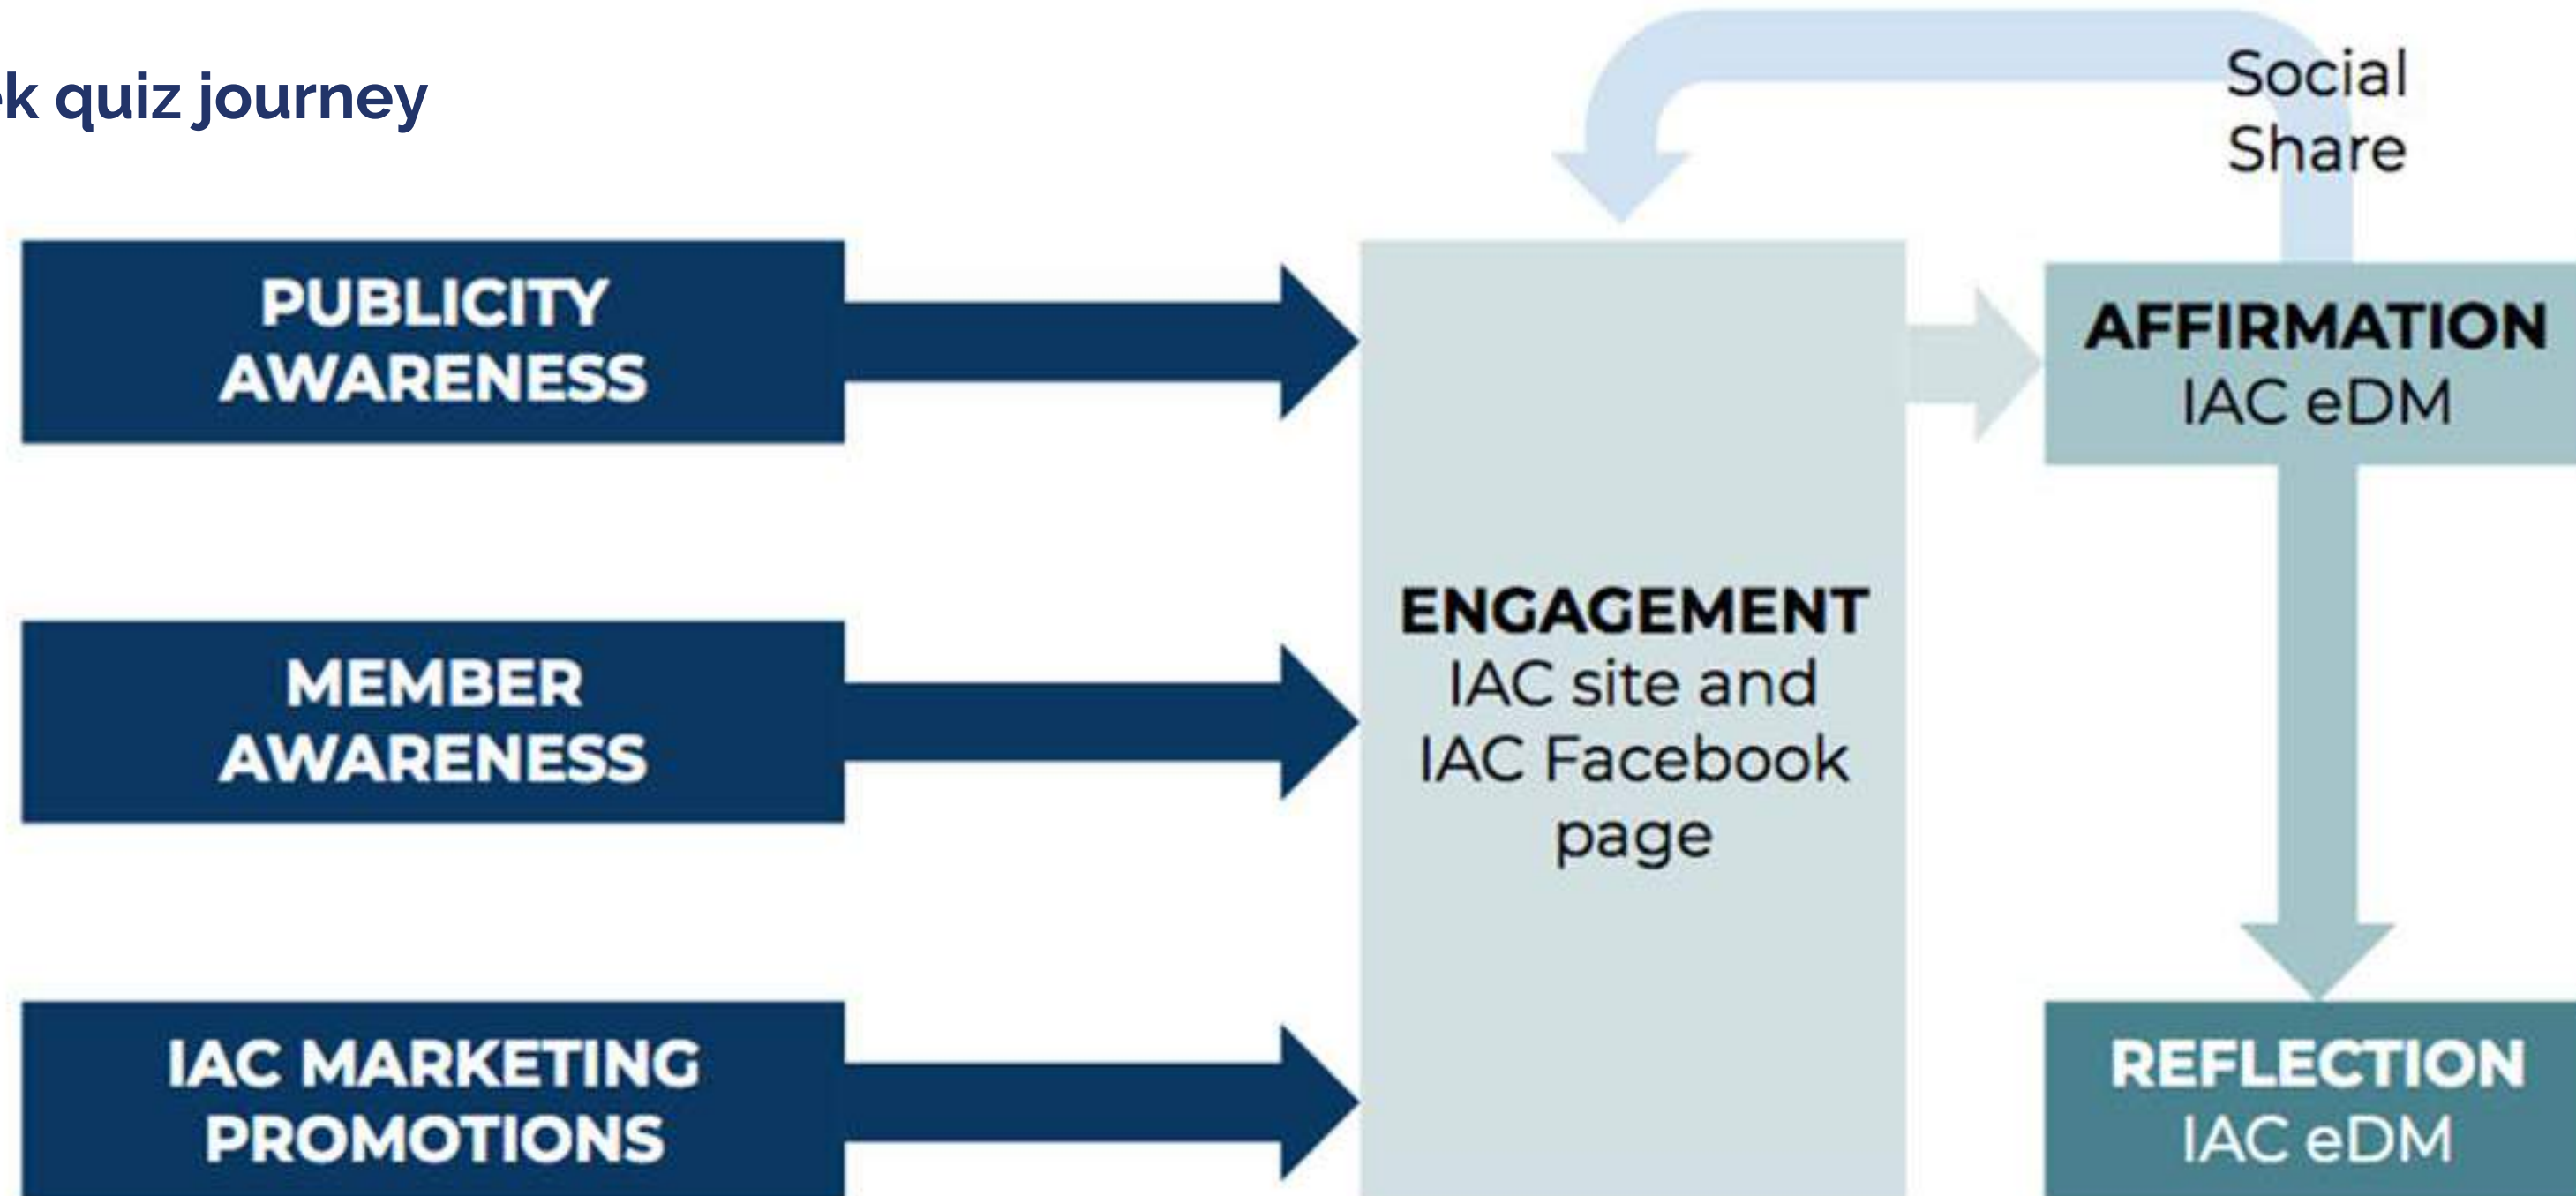 quiz journey
Social
Share
PUBLICITY
AWARENESS
AFFIRMATION
IAC eDM
ENGAGEMENT
IAC site and
IAC Facebook
page
MEMBER
AWARENESS
IAC MARKETING
PROMOTIONS
REFLECTION
IAC eDM